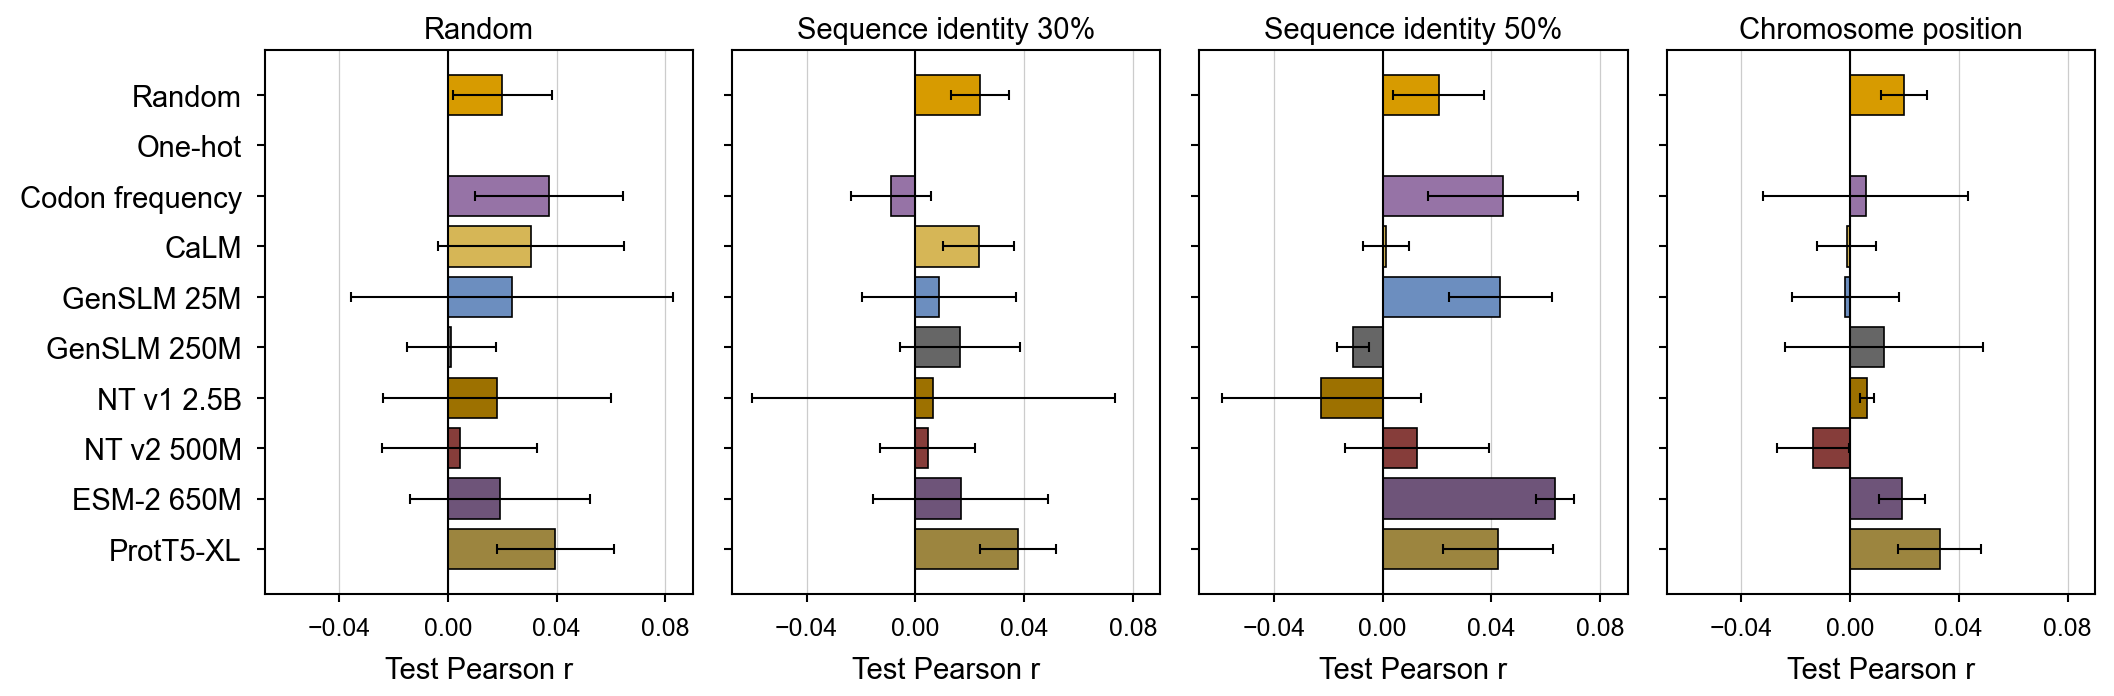 Random
Sequence identity 30%
Sequence identity 50%
Chromosome position
Random
One-hot
Codon frequency
CaLM
GenSLM 25M
GenSLM 250M
NT v1 2.5B
NT v2 500M
ESM-2 650M
ProtT5-XL
−0.04 0.00 0.04 0.08
−0.04 0.00 0.04 0.08
−0.04 0.00 0.04 0.08
−0.04 0.00 0.04 0.08
Test Pearson r
Test Pearson r
Test Pearson r
Test Pearson r